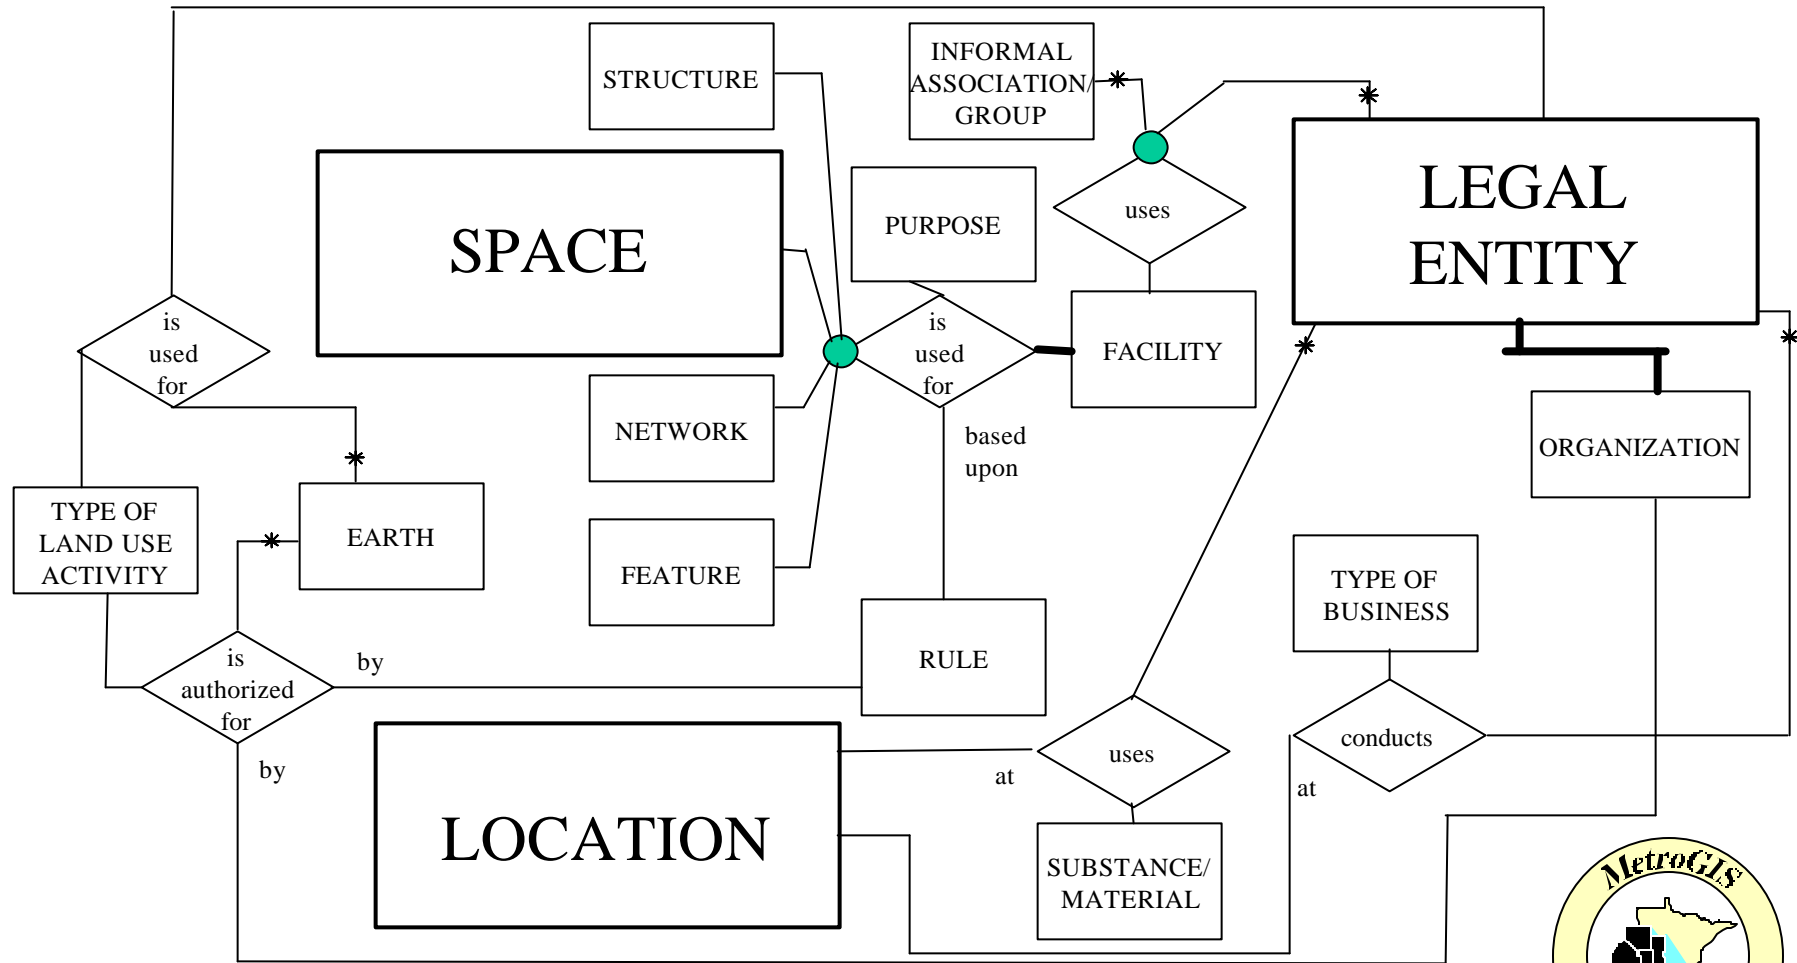 STRUCTURE
INFORMAL
ASSOCIATION/
GROUP
LEGAL
ENTITY
SPACE
PURPOSE
uses
is
used
for
is
used
for
FACILITY
NETWORK
based
upon
ORGANIZATION
TYPE OF
LAND USE
ACTIVITY
EARTH
FEATURE
TYPE OF
BUSINESS
is
authorized
for
by
RULE
by
LOCATION
at
uses
conducts
at
SUBSTANCE/
MATERIAL
MetroGIS